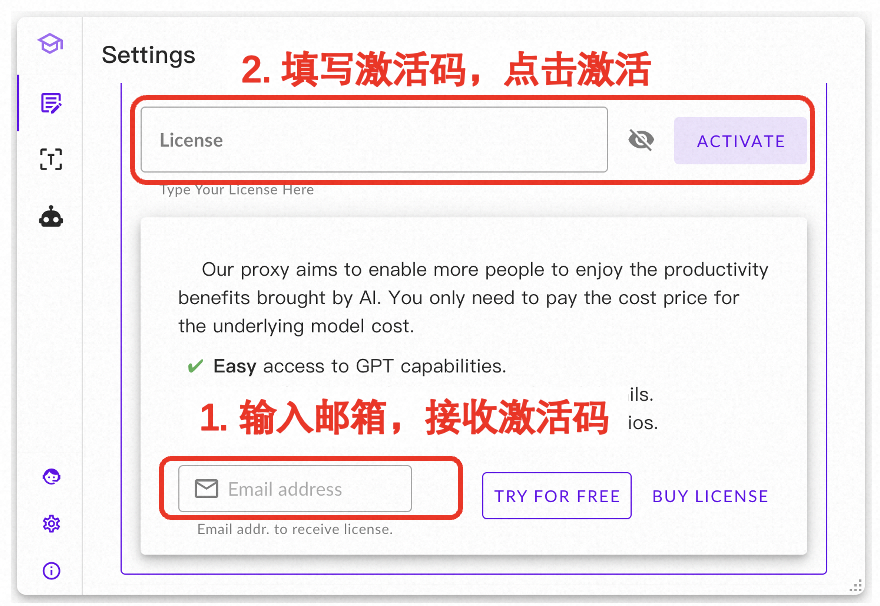 Settings
2. 填写激活码，点击激活
License
ACTIVATE
Type Your License Here
Our proxy aims to enable more people to enjoy the productivity
benefits brought by AI. You only need to pay the cost price for
the underlying model cost.
✔ Easy access to GPT capabilities.
ils.
1. 输入邮箱，接收激活码
ios.
Email address
TRY FOR FREE
BUY LICENSE
Email addr. to receive license.